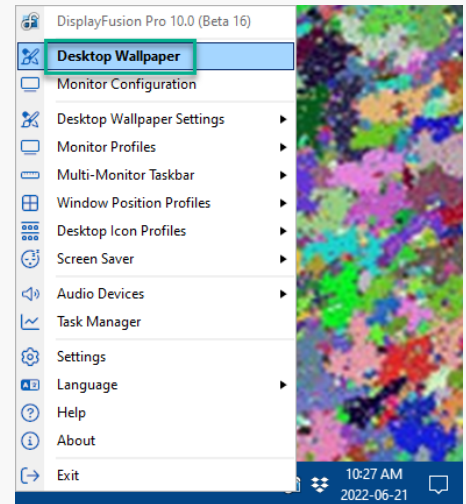 DisplayFusion Pro 10.0 (Beta 16)
Desktop Wallpaper
Monitor Configuration
Desktop Wallpaper Settings
Monitor Profiles
Multi-Monitor Taskbar
Window Position Profiles
Desktop Icon Profiles
Screen Saver
Audio Devices
Task Manager
Settings
Language
Help
About
Exit
10:27 AM
2022-06-21